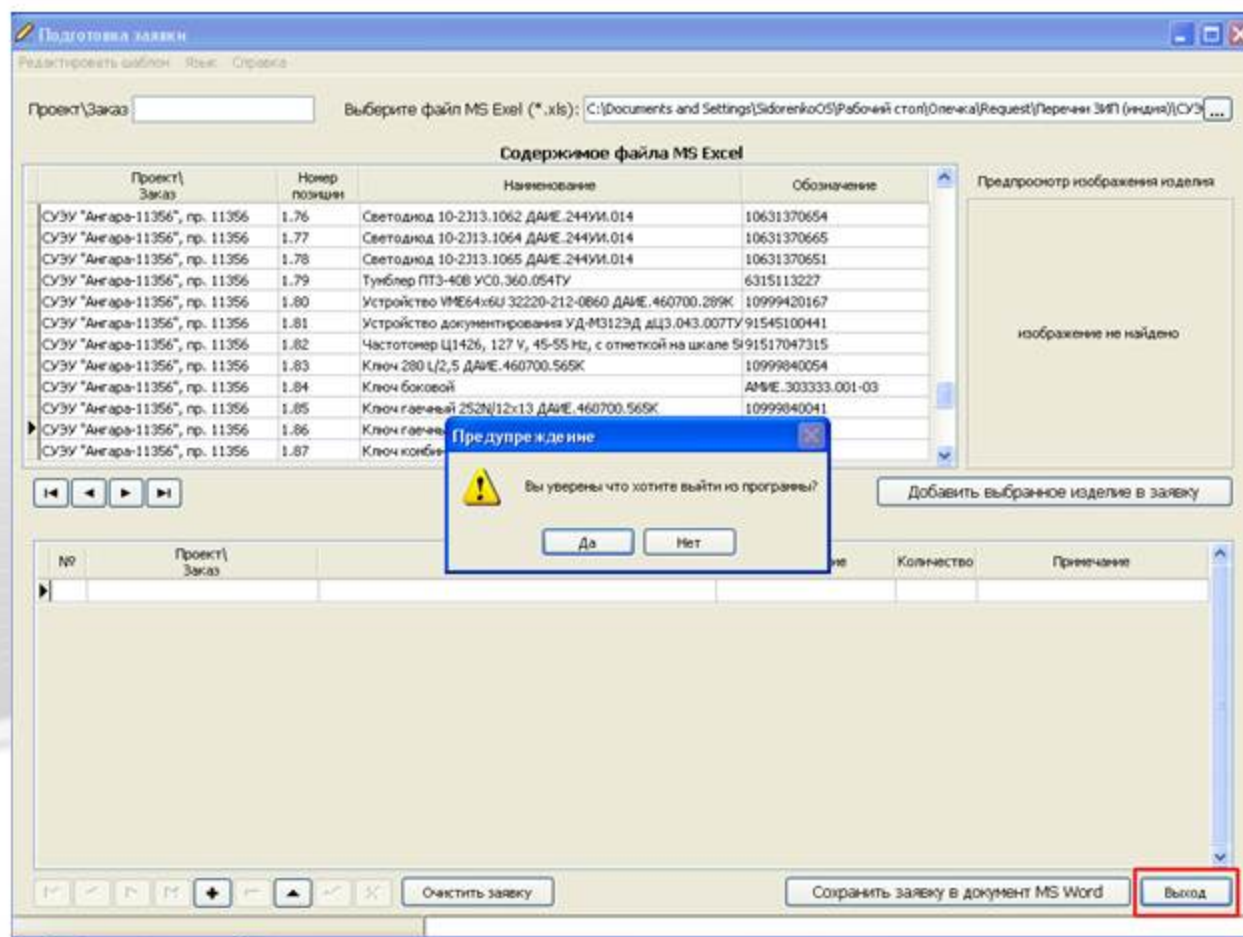 Подготовка заявки
Редактировать шаблон Язык Справка
Проект\Заказ
Выберите файл MS Exel (*.xls): C:\Documents and Settings\SidorenkoOS\Рабочий стол\Олечка\Request\Перечни ЗИП (индия)\СУЭ ...
Содержимое файла MS Excel
Проект\ Заказ Номер позиции Наименование Обозначение
СУЭУ "Ангара-11356", пр. 11356 1.76 Светодиод 10-2J13.1062 ДАИЕ.244УИ.014 10631370654
СУЭУ "Ангара-11356", пр. 11356 1.77 Светодиод 10-2J13.1064 ДАИЕ.244УИ.014 10631370665
СУЭУ "Ангара-11356", пр. 11356 1.78 Светодиод 10-2J13.1065 ДАИЕ.244УИ.014 10631370651
СУЭУ "Ангара-11356", пр. 11356 1.79 Тумблер ПТ3-40В УС0.360.054ТУ 6315113227
СУЭУ "Ангара-11356", пр. 11356 1.80 Устройство VME64x6U 32220-212-0860 ДАИЕ.460700.289К 10999420167
СУЭУ "Ангара-11356", пр. 11356 1.81 Устройство документирования УД-М312ЭД дЦ3.043.007ТУ 91545100441
СУЭУ "Ангара-11356", пр. 11356 1.82 Частотомер Ц1426, 127 V, 45-55 Hz, с отметкой на шкале 91517047315
СУЭУ "Ангара-11356", пр. 11356 1.83 Ключ 280 L/2,5 ДАИЕ.460700.565К 10999840054
СУЭУ "Ангара-11356", пр. 11356 1.84 Ключ боковой АМИЕ.303333.001-03
СУЭУ "Ангара-11356", пр. 11356 1.85 Ключ гаечный 252N/12x13 ДАИЕ.460700.565К 10999840041
СУЭУ "Ангара-11356", пр. 11356 1.86 Ключ гаечны
СУЭУ "Ангара-11356", пр. 11356 1.87 Ключ комбин
Предпросмотр изображения изделия
изображение не найдено
Предупреждение
Вы уверены что хотите выйти из программы?
Да Нет
Добавить выбранное изделие в заявку
№ Проект\ Заказ ие Количество Примечание
Очистить заявку
Сохранить заявку в документ MS Word
Выход